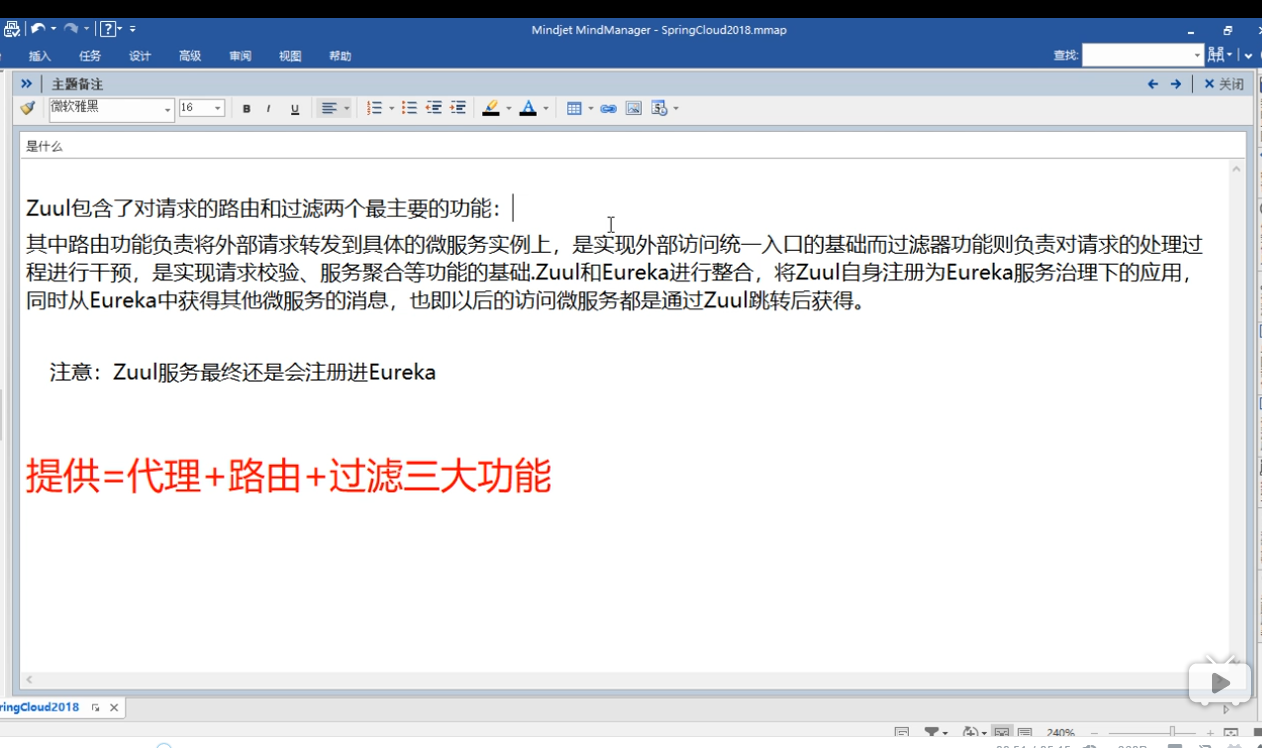 Mindjet MindManager - SpringCloud2018.mmap
插入 任务 设计 高级 审阅 视图 帮助 查找:
主题备注 关闭
微软雅黑 16 B I U A
是什么
Zuul包含了对请求的路由和过滤两个最主要的功能：
其中路由功能负责将外部请求转发到具体的微服务实例上，是实现外部访问统一入口的基础而过滤器功能则负责对请求的处理过
程进行干预，是实现请求校验、服务聚合等功能的基础.Zuul和Eureka进行整合，将Zuul自身注册为Eureka服务治理下的应用，
同时从Eureka中获得其他微服务的消息，也即以后的访问微服务都是通过Zuul跳转后获得。
注意：Zuul服务最终还是会注册进Eureka
提供=代理+路由+过滤三大功能
ringCloud2018
240%